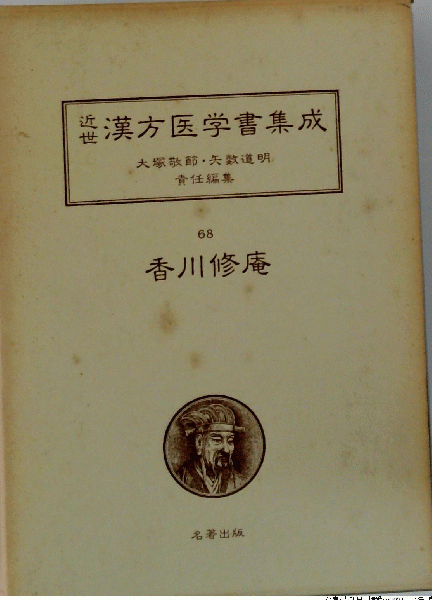 近世漢方医学書集成
大塚敬節・矢数道明
責任編集
68
香川修庵
名著出版